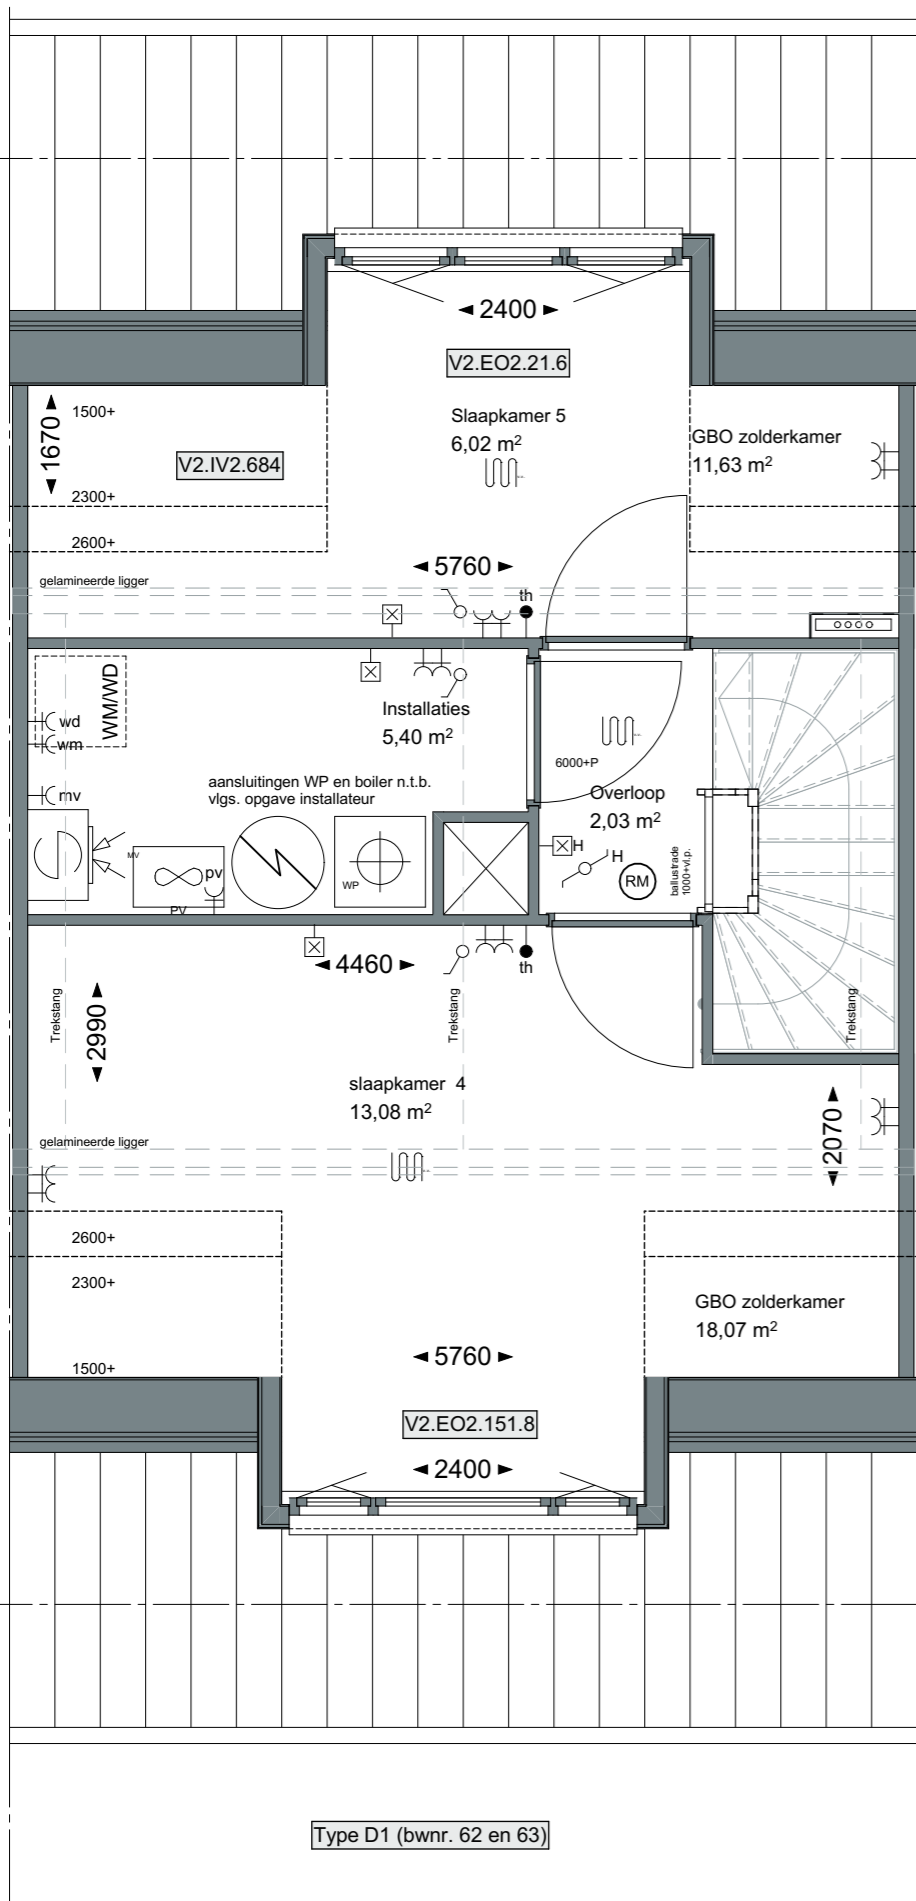 2400
V2.EO2.21.6
1500+
Slaapkamer 5
6,02 m²
GBO zolderkamer
11,63 m²
1670
V2.IV2.684
2300+
2600+
5760
gelamineerde ligger
th
WM/WD
Installaties
5,40 m²
wd
wm
6000+P
aansluitingen WP en boiler n.t.b.
vlgs. opgave installateur
mv
Overloop
2,03 m²
H
MV
H
pv
WP
RM
ballustrade
1000+vl.p.
PV
4460
th
2990
Trekstang
Trekstang
Trekstang
slaapkamer 4
13,08 m²
2070
gelamineerde ligger
2600+
2300+
GBO zolderkamer
18,07 m²
1500+
5760
V2.EO2.151.8
2400
Type D1 (bwnr. 62 en 63)